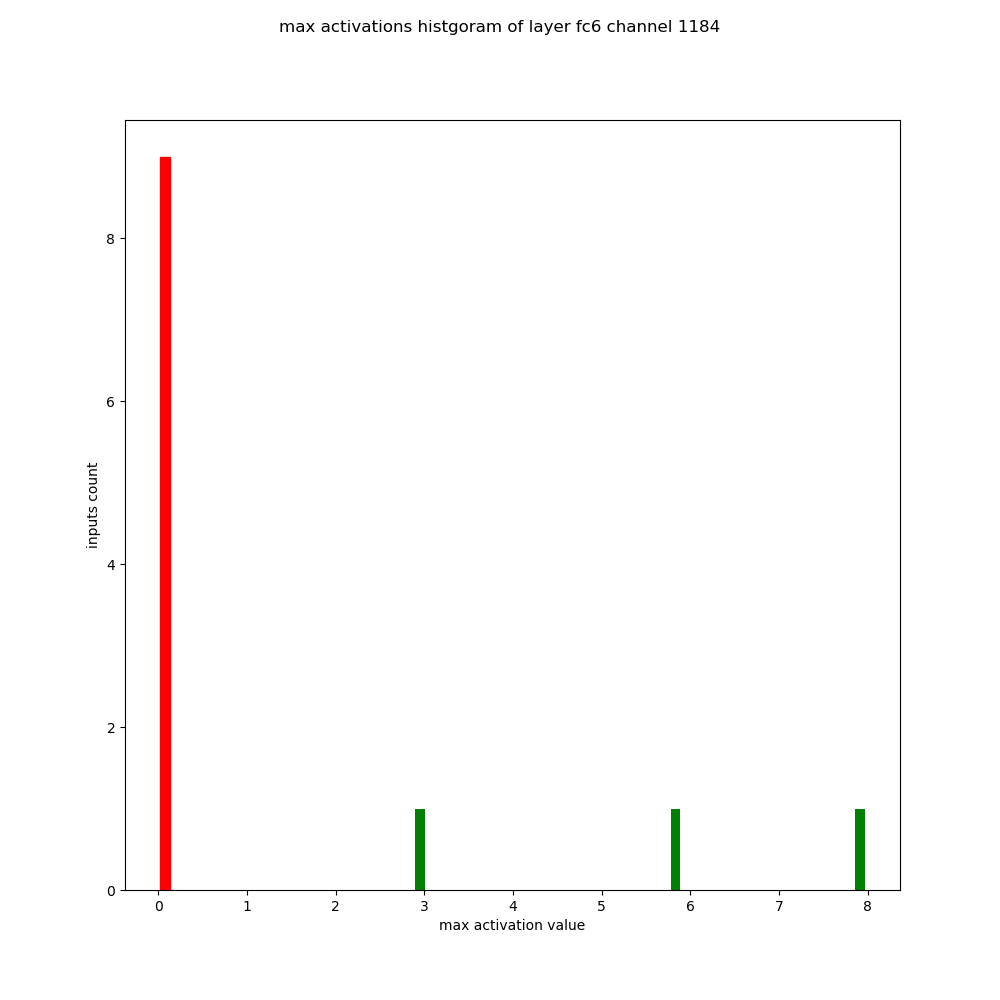 max activations histgoram of layer fc6 channel 1184
inputs count
8
6
4
2
0
0 1 2 3 4 5 6 7 8
max activation value